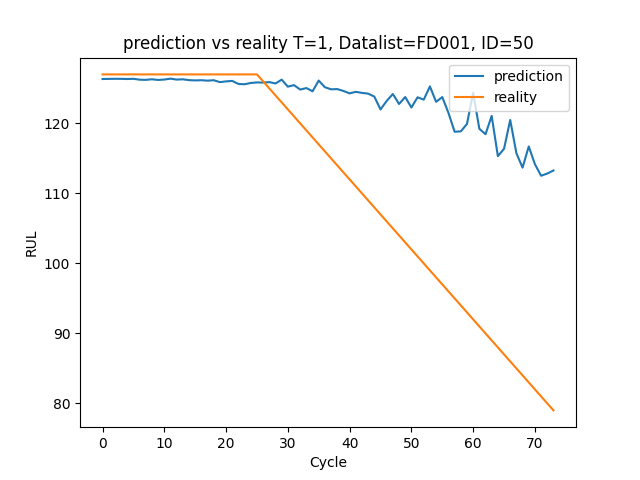 prediction vs reality T=1, Datalist=FD001, ID=50
prediction
reality
120
110
100
90
80
RUL
0 10 20 30 40 50 60 70
Cycle